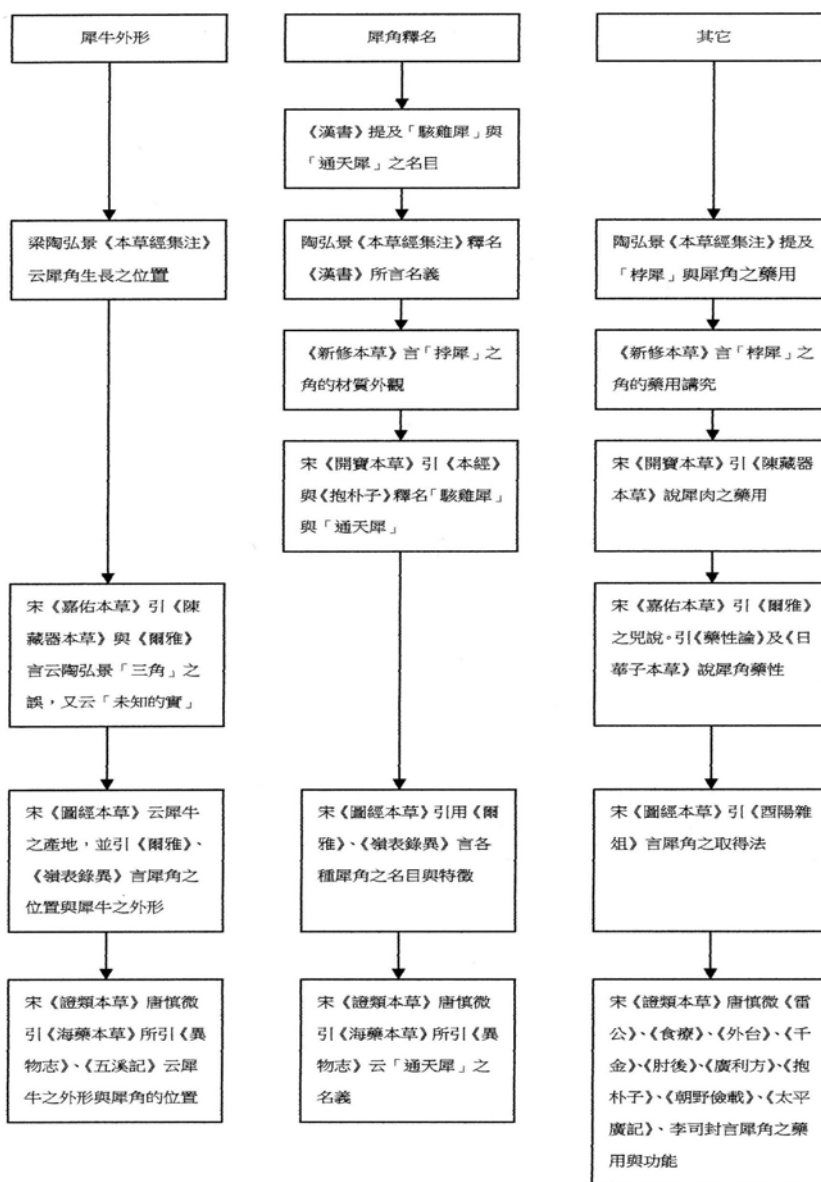 犀牛外形
梁陶弘景《本草經集注》
云犀角生長之位置
宋《嘉佑本草》引《陳
藏器本草》與《爾雅》
言云陶弘景「三角」之
誤，又云「未知的實」
宋《圖經本草》云犀牛
之產地，並引《爾雅》、
《嶺表錄異》言犀角之
位置與犀牛之外形
宋《證類本草》唐慎微
引《海藥本草》所引《異
物志》、《五溪記》云犀
牛之外形與犀角的位置
犀角釋名
《漢書》提及「駭雞犀」與
「通天犀」之名目
陶弘景《本草經集注》釋名
《漢書》所言名義
《新修本草》言「㹀犀」之
角的材質外觀
宋《開寶本草》引《本經》
與《抱朴子》釋名「駭雞犀」
與「通天犀」
宋《圖經本草》引用《爾
雅》、《嶺表錄異》言各
種犀角之名目與特徵
宋《證類本草》唐慎微
引《海藥本草》所引《異
物志》云「通天犀」之
名義
其它
陶弘景《本草經集注》提及
「牸犀」與犀角之藥用
《新修本草》言「牸犀」之
角的藥用講究
宋《開寶本草》引《陳藏器
本草》說犀肉之藥用
宋《嘉佑本草》引《爾雅》
之兕說。引《藥性論》及《日
華子本草》說犀角藥性
宋《圖經本草》引《酉陽雜
俎》言犀角之取得法
宋《證類本草》唐慎微《雷
公》、《食療》、《外台》、《千
金》、《肘後》、《廣利方》、《抱
朴子》、《朝野僉載》、《太平
廣記》、李司封言犀角之藥
用與功能